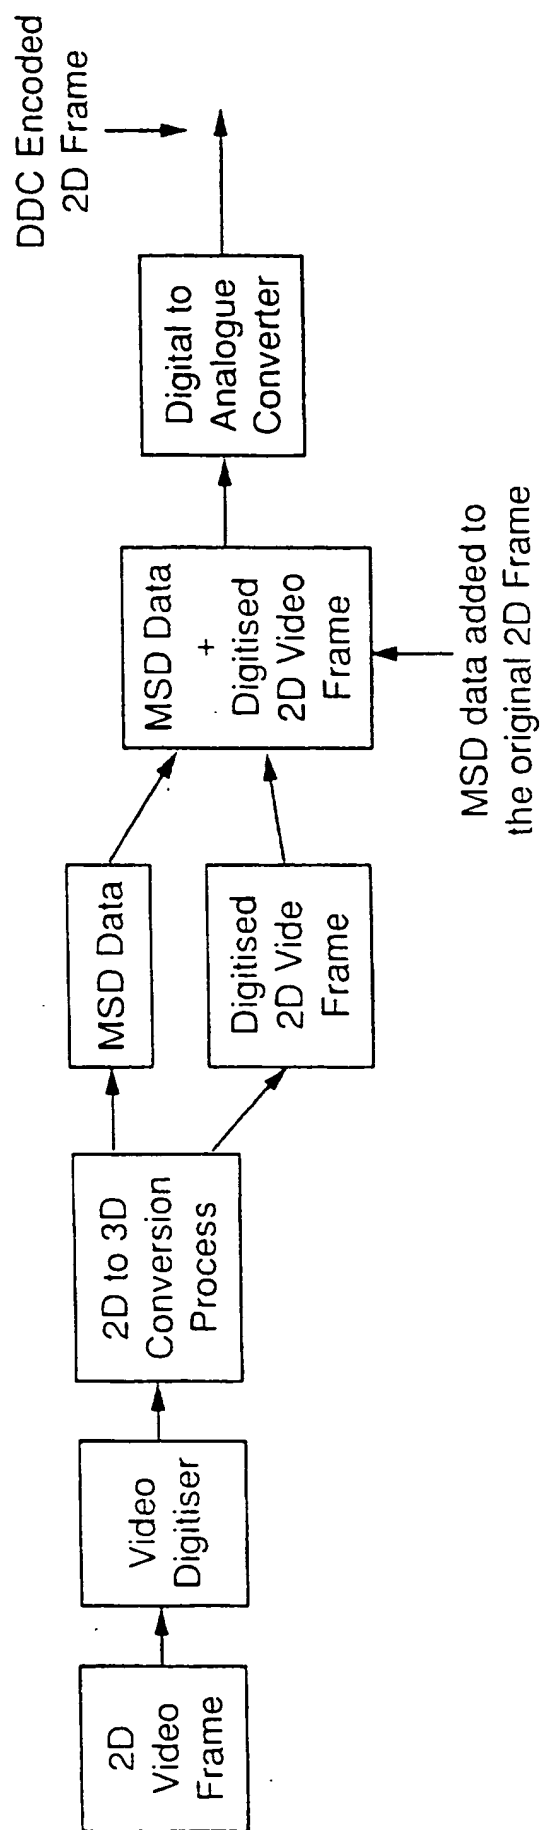 2D
Video
Frame
Video
Digitiser
2D to 3D
Conversion
Process
MSD Data
Digitised
2D Vide
Frame
MSD Data
+
Digitised
2D Video
Frame
MSD data added to
the original 2D Frame
Digital to
Analogue
Converter
DDC Encoded
2D Frame